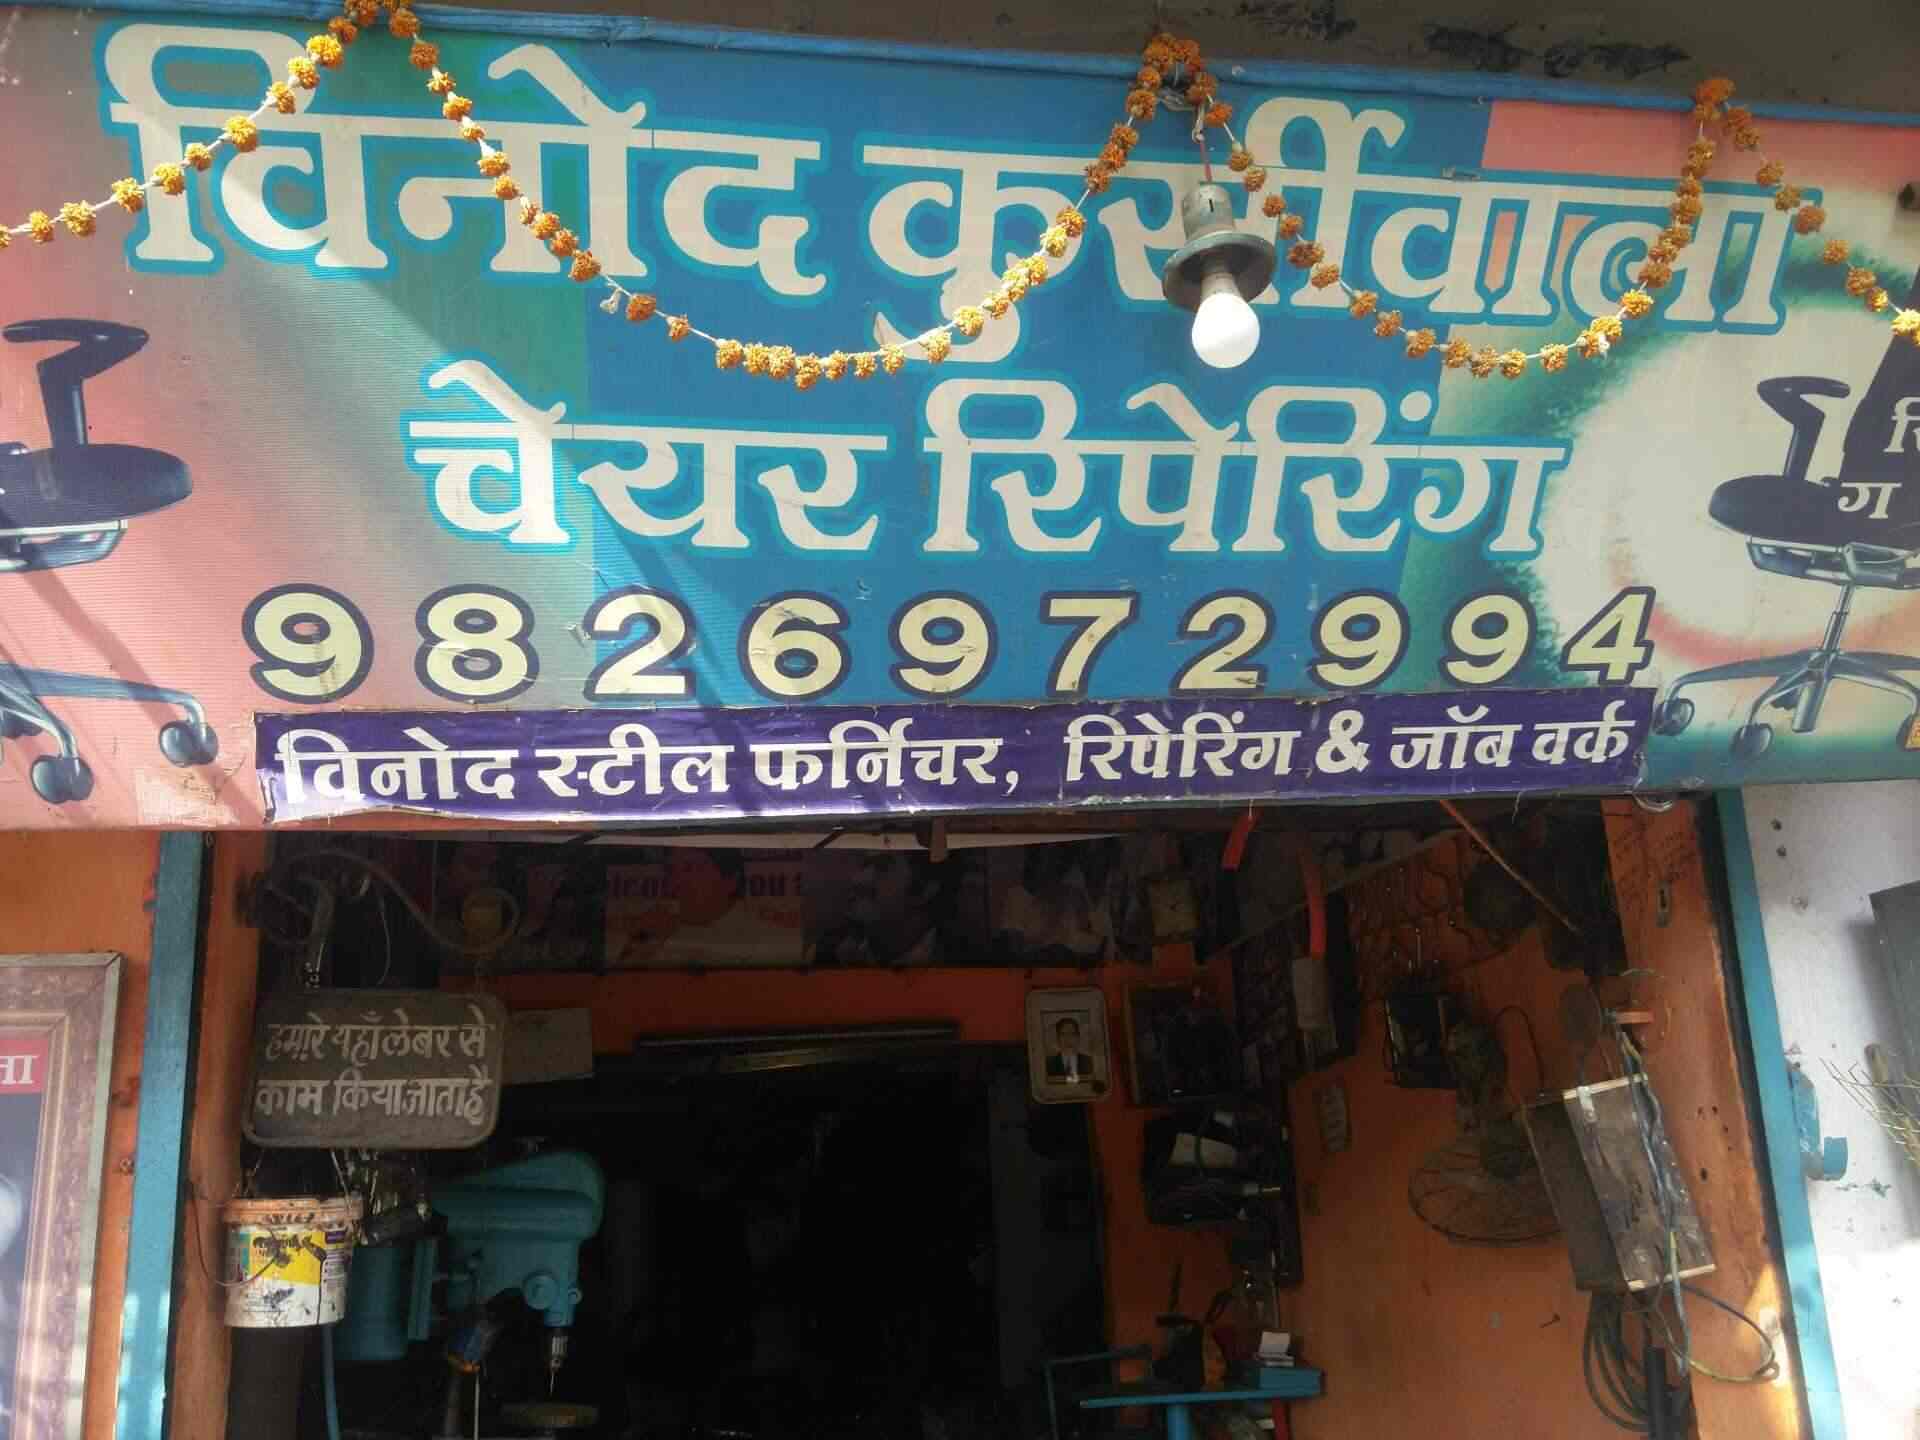 विनोद कुर्सीवाला
चेयर रिपेरिंग
9826972994
विनोद स्टील फर्निचर, रिपेरिंग & जॉब वर्क
हमारे यहाँ लेबर से
काम किया जाता है